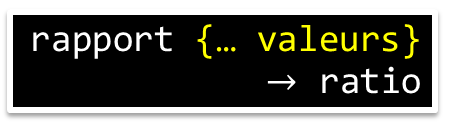 rapport {… valeurs}
→ ratio